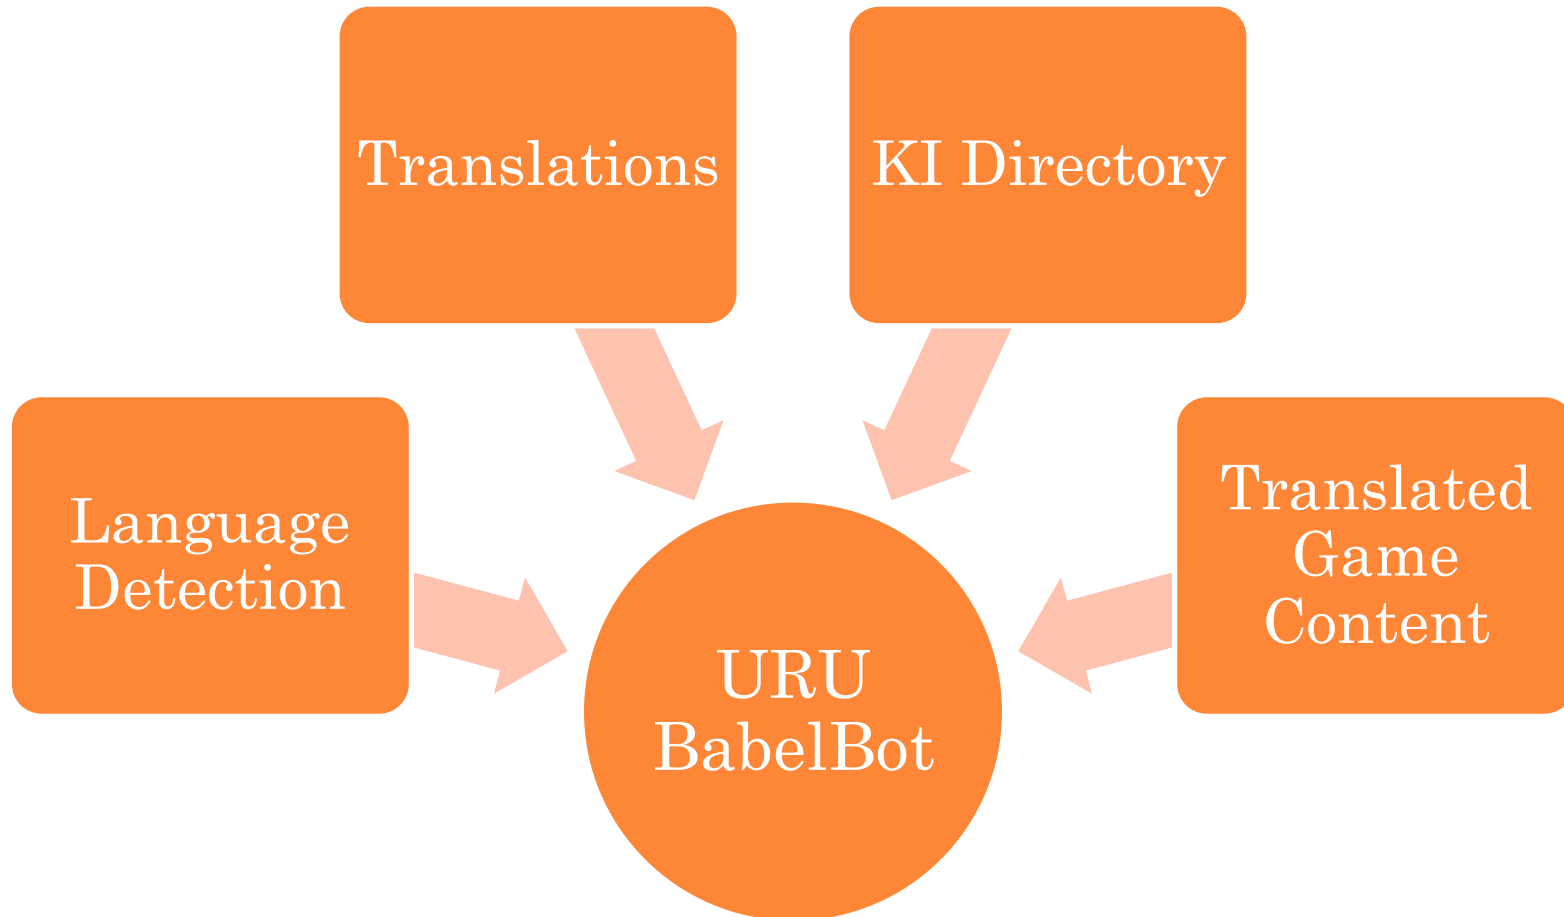 Translations
KI Directory
Language
Detection
Translated
Game
Content
URU
BabelBot